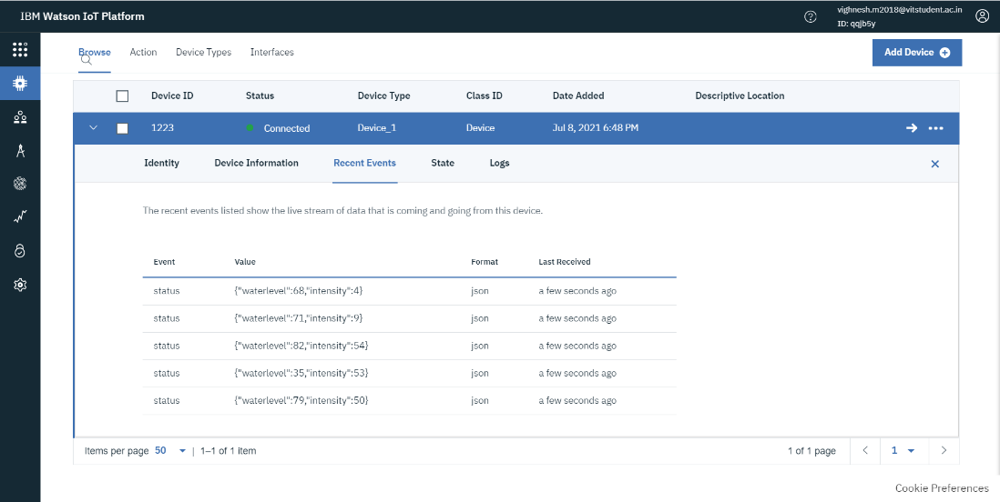 IBM Watson IoT Platform
vighnesh.m2018@vitstudent.ac.in
ID: qqjb5y
Browse Action Device Types Interfaces
Add Device
Device ID Status Device Type Class ID Date Added Descriptive Location
1223 Connected Device_1 Device Jul 8, 2021 6:48 PM
Identity Device Information Recent Events State Logs
The recent events listed show the live stream of data that is coming and going from this device.
Event Value Format Last Received
status {"waterlevel":68,"intensity":4} json a few seconds ago
status {"waterlevel":71,"intensity":9} json a few seconds ago
status {"waterlevel":82,"intensity":54} json a few seconds ago
status {"waterlevel":35,"intensity":53} json a few seconds ago
status {"waterlevel":79,"intensity":50} json a few seconds ago
Items per page 50 | 1–1 of 1 item 1 of 1 page 1
Cookie Preferences